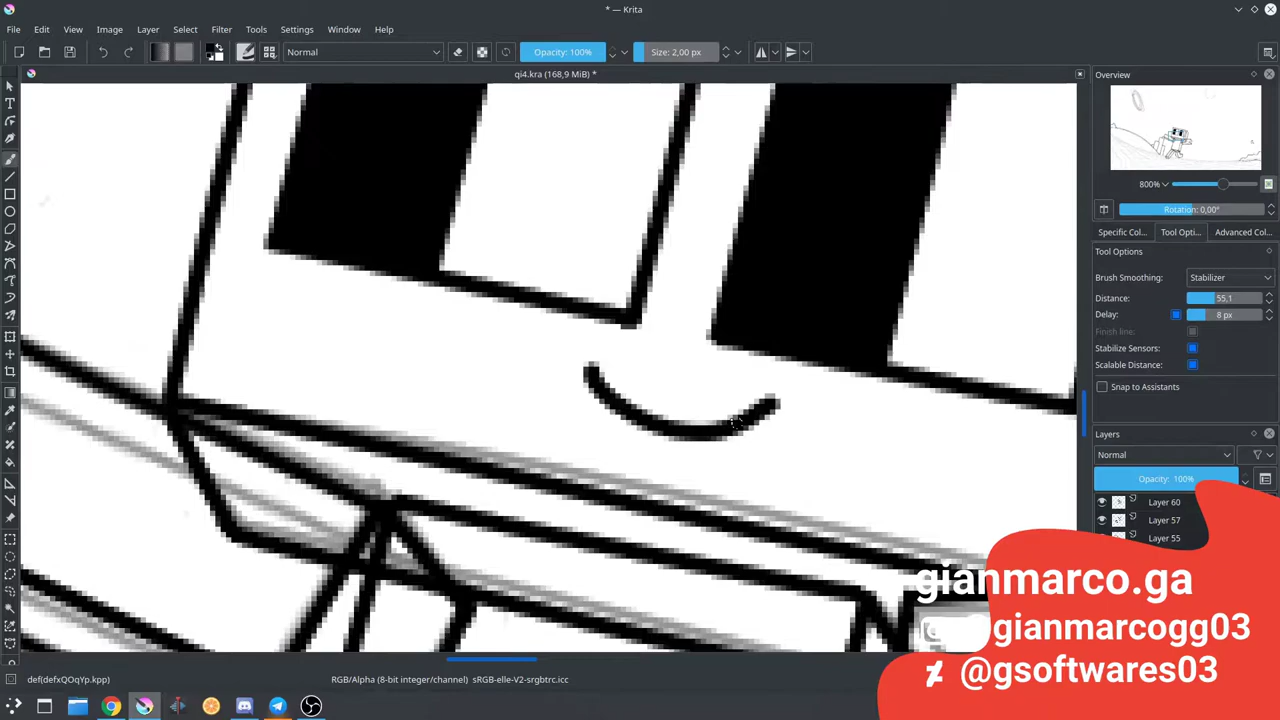 * — Krita
File Edit View Image Layer Select Filter Tools Settings Window Help
Normal Opacity: 100% Size: 2,00 px
qi4.kra (168,9 MiB) *
Overview
800%
Rotation: 0,00°
Specific Col... Tool Opti... Advanced Col...
Tool Options
Brush Smoothing: Stabilizer
Distance: 55,1
Delay: 8 px
Finish line:
Stabilize Sensors:
Scalable Distance:
Snap to Assistants
Layers
Normal
Opacity: 100%
Layer 60
Layer 57
Layer 55
gianmarco.ga
gianmarcogg03
@gsoftwares03
def(defxQOqYp.kpp) RGB/Alpha (8-bit integer/channel) sRGB-elle-V2-srgbtrc.icc